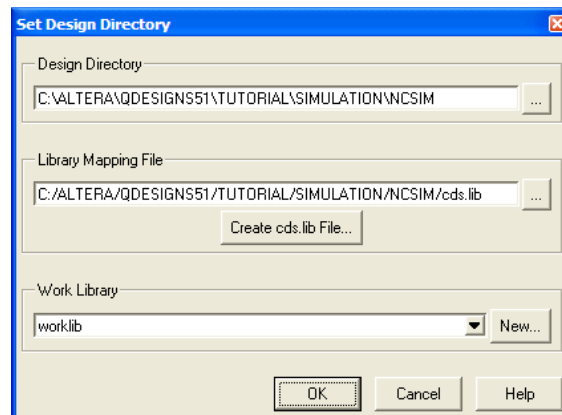 Set Design Directory
Design Directory
C:\ALTERA\QDESIGNS51\TUTORIAL\SIMULATION\NCSIM
...
Library Mapping File
C:/ALTERA/QDESIGNS51/TUTORIAL/SIMULATION/NCSIM/cds.lib
...
Create cds.lib File...
Work Library
worklib
New...
OK Cancel Help